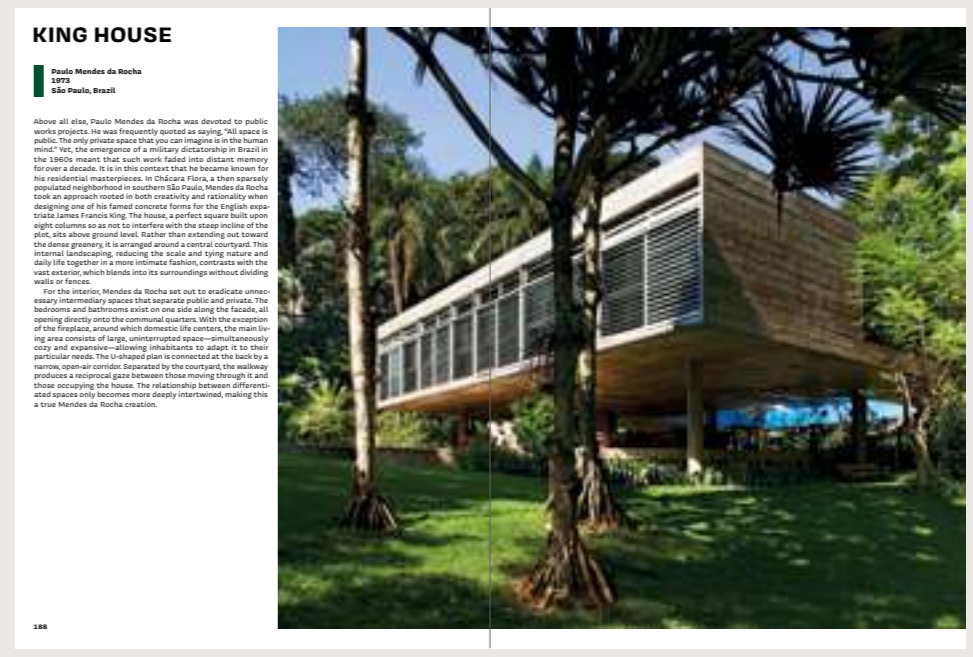 KING HOUSE
Paulo Mendes da Rocha
1973
São Paulo, Brazil
Above all else, Paulo Mendes da Rocha was devoted to public
works projects. He was frequently quoted as saying, "All space is
public. The only private space that you can imagine is in the human
mind." Yet, the emergence of a military dictatorship in Brazil in
the 1960s meant that such work faded into distant memory
for over a decade. It is in this context that he became known for
his residential masterpieces. In Chácara Flora, a then sparsely
populated neighborhood in southern São Paulo, Mendes da Rocha
took an approach rooted in both creativity and rationality when
designing one of his famed concrete forms for the English expa-
triate James Francis King. The house, a perfect square built upon
eight columns so as not to interfere with the steep incline of the
plot, sits above ground level. Rather than extending out toward
the dense greenery, it is arranged around a central courtyard. This
internal landscaping, reducing the scale and tying nature and
daily life together in a more intimate fashion, contrasts with the
vast exterior, which blends into its surroundings without dividing
walls or fences.
For the interior, Mendes da Rocha set out to eradicate unnec-
essary intermediary spaces that separate public and private. The
bedrooms and bathrooms exist on one side along the facade, all
opening directly onto the communal quarters. With the exception
of the fireplace, around which domestic life centers, the main liv-
ing area consists of large, uninterrupted space—simultaneously
cozy and expansive—allowing inhabitants to adapt it to their
particular needs. The U-shaped plan is connected at the back by a
narrow, open-air corridor. Separated by the courtyard, the walkway
produces a reciprocal gaze between those moving through it and
those occupying the house. The relationship between differenti-
ated spaces only becomes more deeply intertwined, making this
a true Mendes da Rocha creation.
188